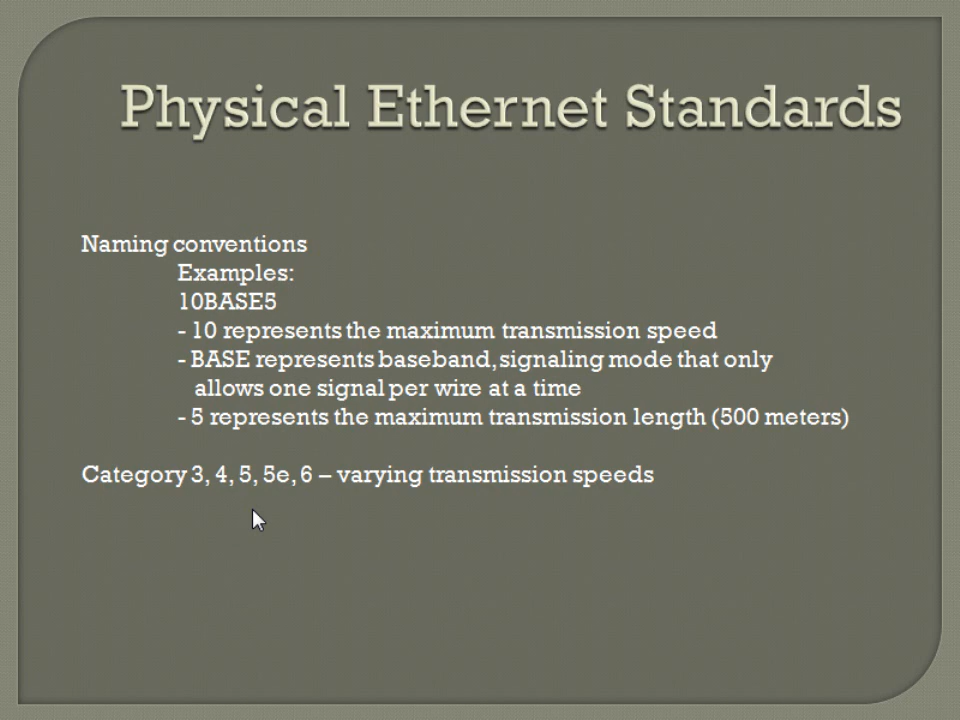 Physical Ethernet Standards
Naming conventions
Examples:
10BASE5
- 10 represents the maximum transmission speed
- BASE represents baseband, signaling mode that only
allows one signal per wire at a time
- 5 represents the maximum transmission length (500 meters)
Category 3, 4, 5, 5e, 6 – varying transmission speeds